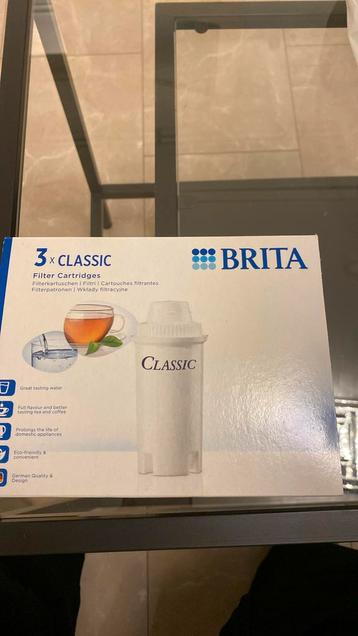 3 x CLASSIC
Filter Cartridges
Filterkartuschen | Filtri | Cartouches filtrantes
Filterpatronen | Wkłady filtracyjne
BRITA
CLASSIC
Great tasting water
Full flavour and better
tasting tea and coffee
Prolongs the life of
domestic appliances
Eco-friendly &
convenient
German Quality &
Design